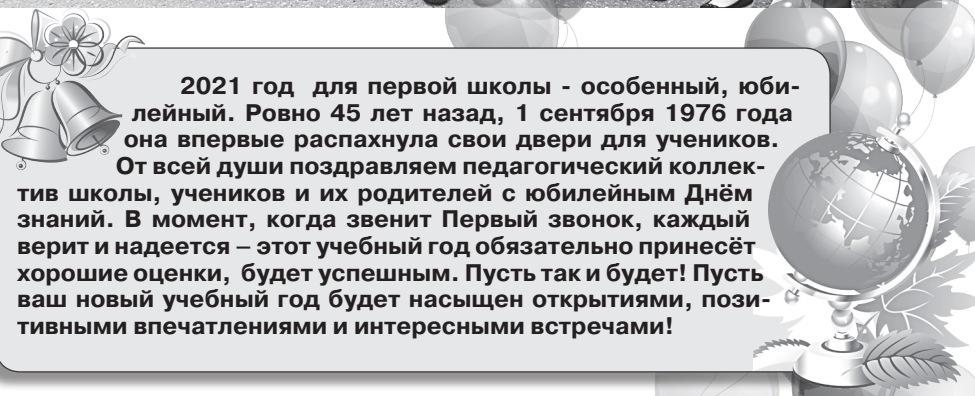 2021 год  для первой школы - особенный, юби-
лейный. Ровно 45 лет назад, 1 сентября 1976 года
она впервые распахнула свои двери для учеников.
От всей души поздравляем педагогический коллек-
тив школы, учеников и их родителей с юбилейным Днём
знаний. В момент, когда звенит Первый звонок, каждый
верит и надеется – этот учебный год обязательно принесёт
хорошие оценки,  будет успешным. Пусть так и будет! Пусть
ваш новый учебный год будет насыщен открытиями, пози-
тивными впечатлениями и интересными встречами!